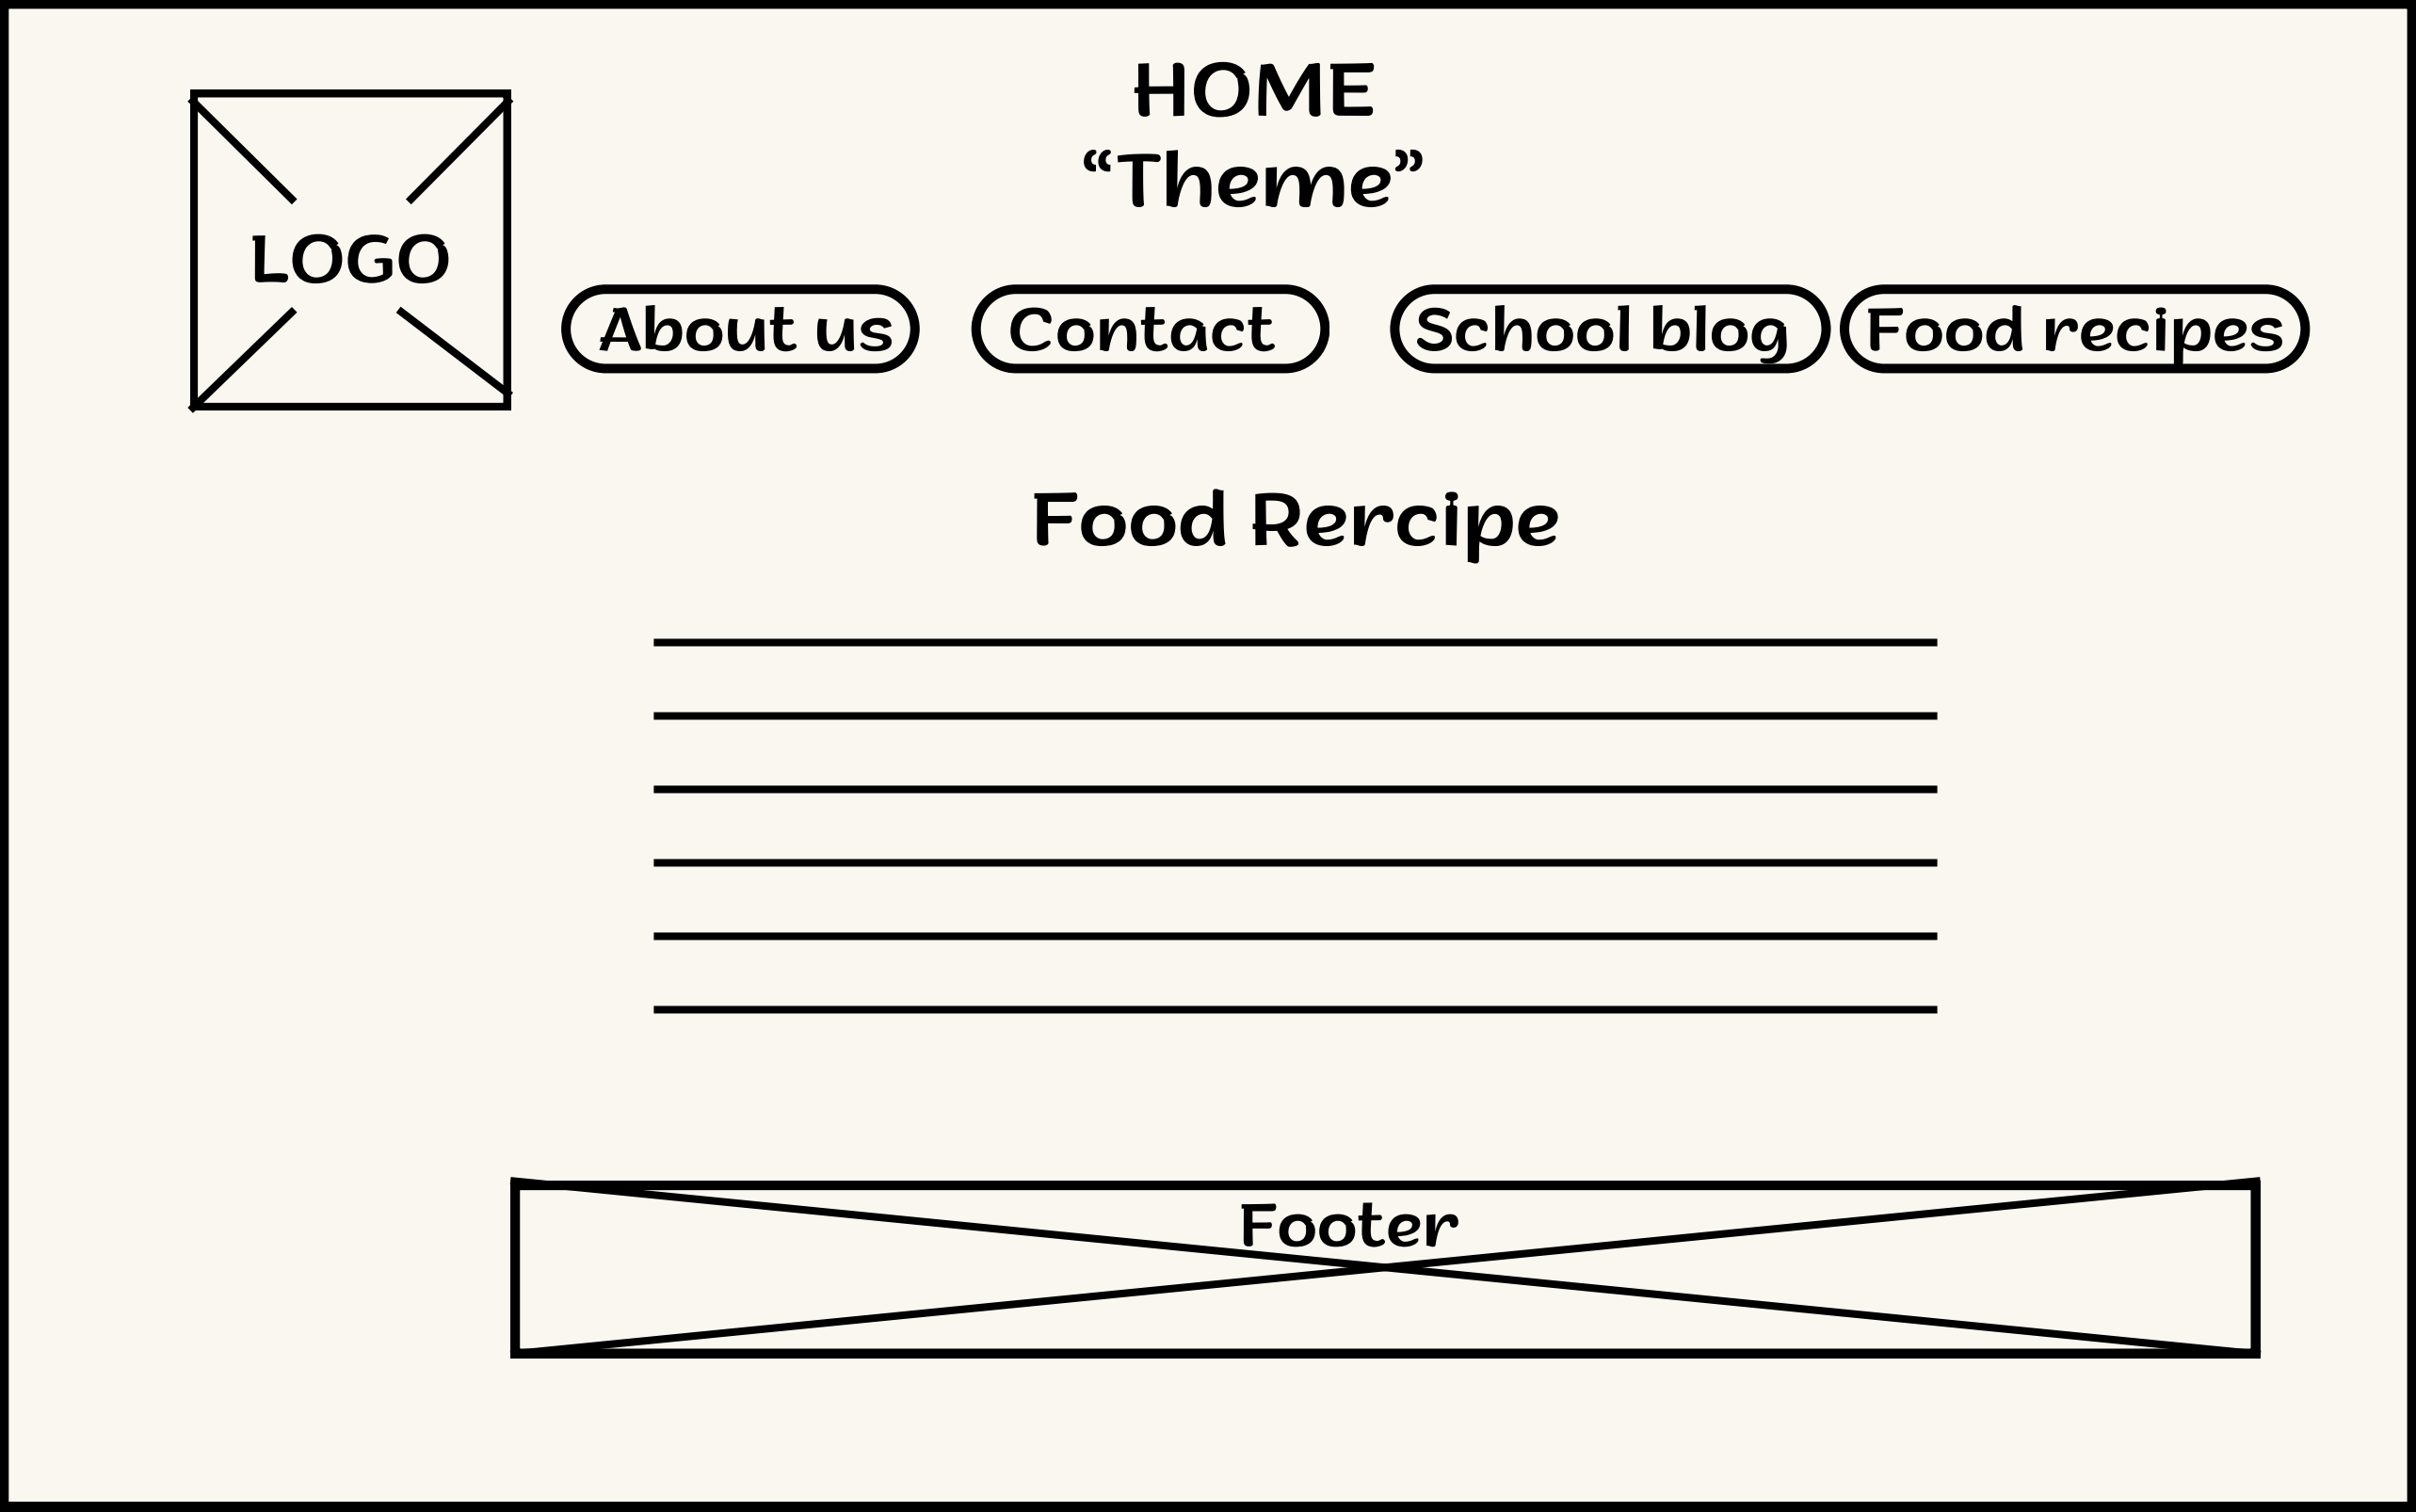 HOME
“Theme”
LOGO
About us
Contact
School blog
Food recipes
Food Rercipe
Footer